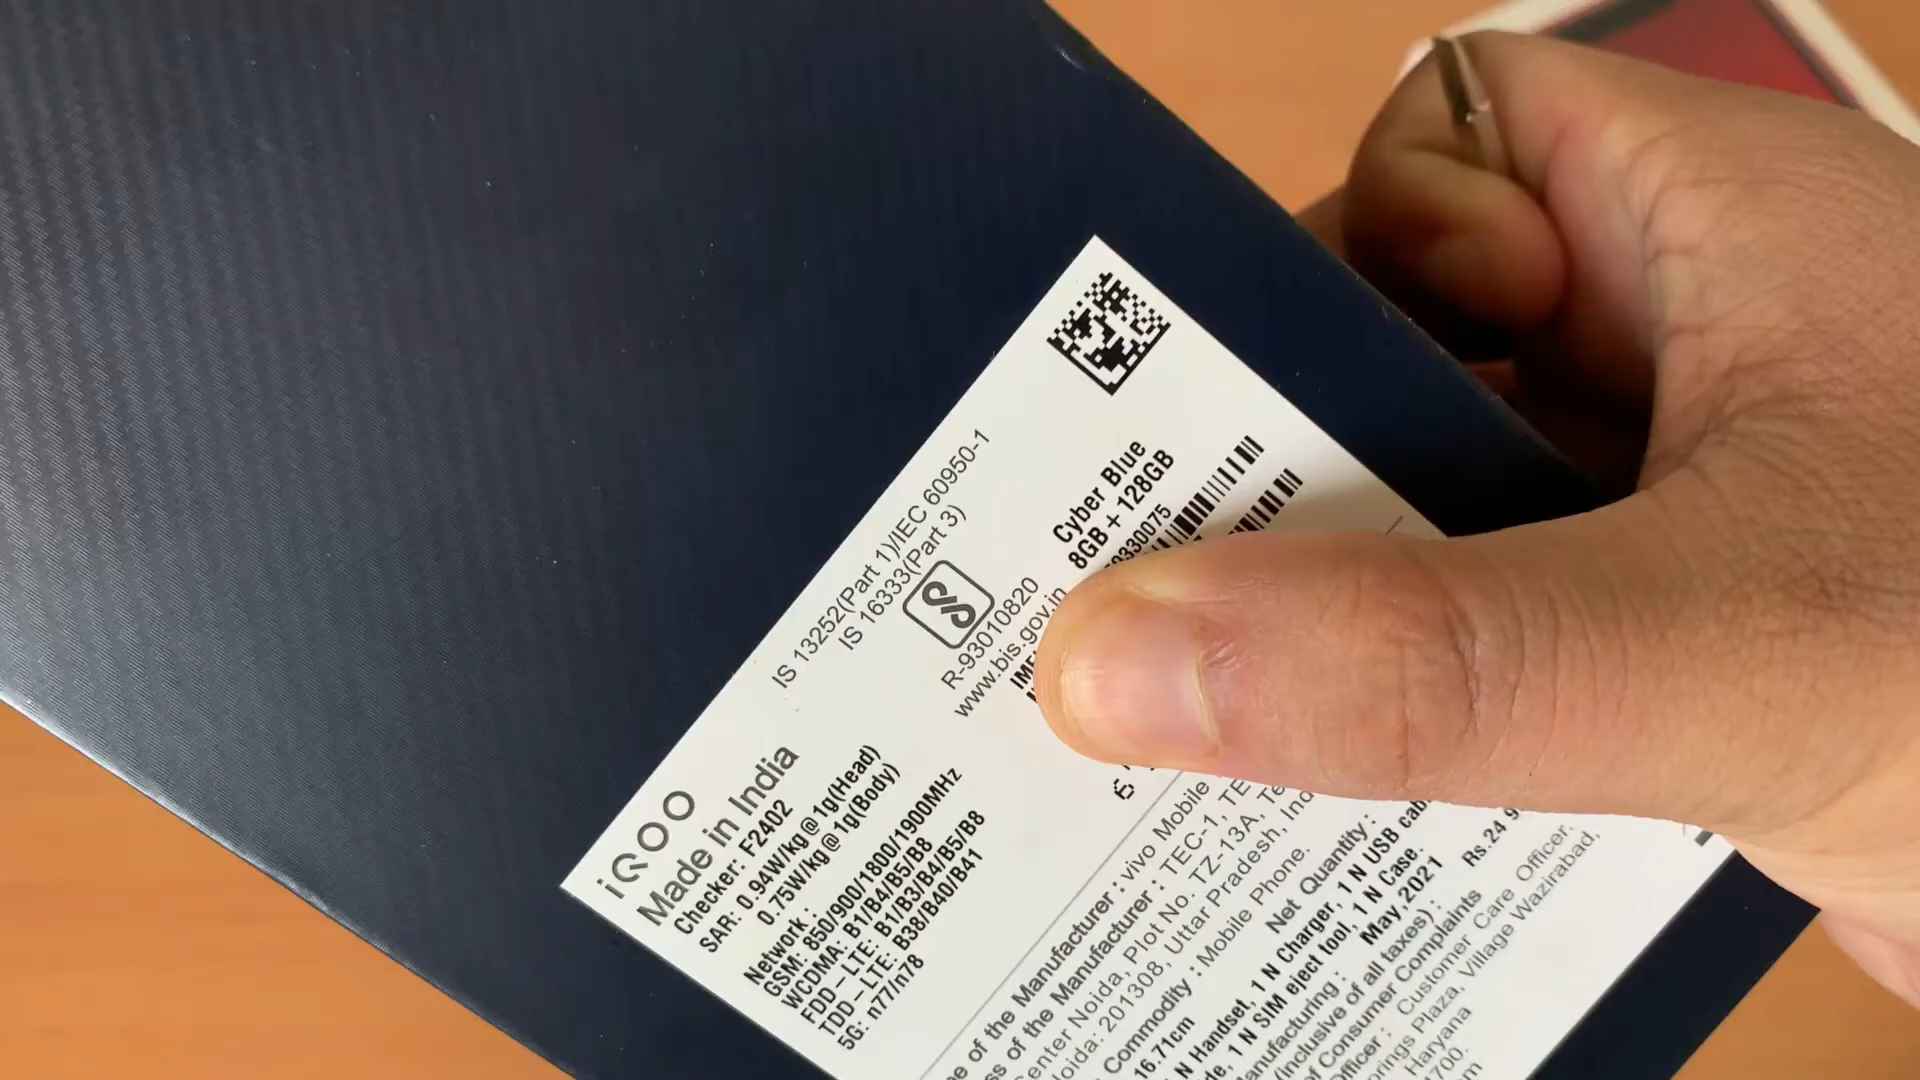 iQOO
Made in India
Checker: F2402
SAR: 0.94W/kg@1g(Head)
0.75W/kg@1g(Body)
Network :
GSM: 850/900/1800/1900MHz
WCDMA: B1/B4/B5/B8
FDD-LTE: B1/B3/B4/B5/B8
TDD-LTE: B38/B40/B41
5G: n77/n78
IS 13252(Part 1)/IEC 60950-1
IS 16333(Part 3)
R-93010820
www.bis.gov.in
Cyber Blue
8GB + 128GB
330075
of the Manufacturer : vivo Mobile
of the Manufacturer : TEC-1,
Center Noida, Plot No. TZ-13A,
201308, Uttar Pradesh,
Commodity : Mobile Phone.
16.71cm
Net Quantity :
N Handset, 1 N Charger, 1 N USB
1 N SIM eject tool, 1 N Case.
May,2021
(inclusive of all taxes) : Rs.24
of Consumer Complaints
Officer : Customer Care Officer.
Plaza, Village Wazirabad,
Haryana